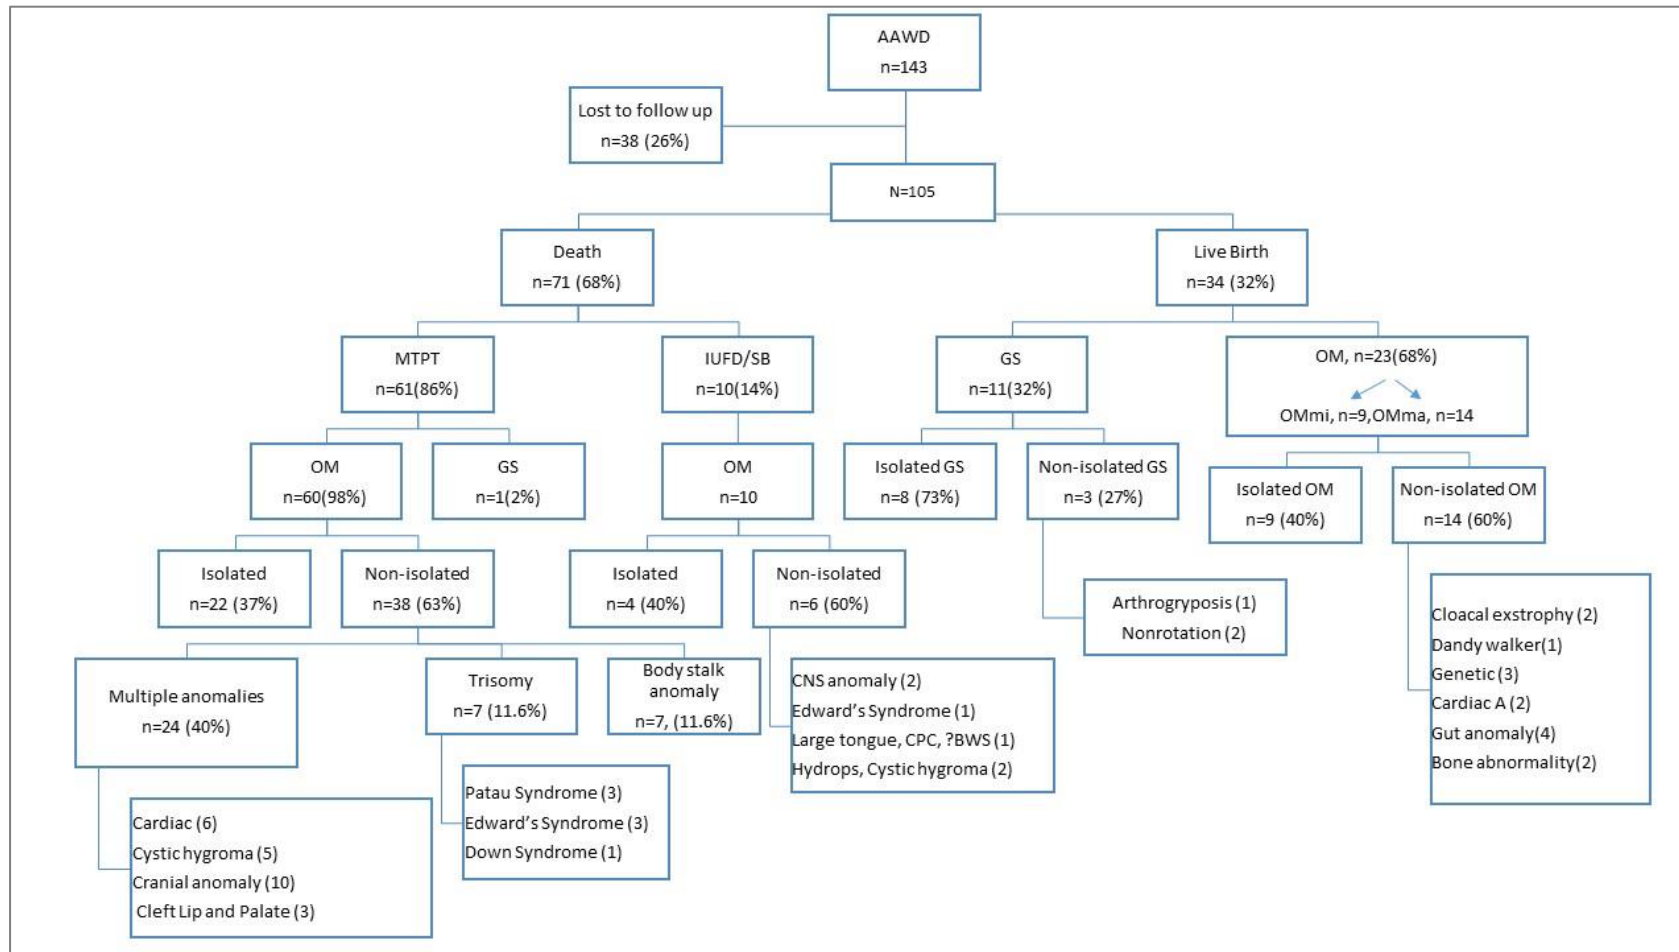 AAWD
n=143
Lost to follow up
n=38 (26%)
N=105
Death
n=71 (68%)
Live Birth
n=34 (32%)
MTPT
n=61(86%)
IUFD/SB
n=10(14%)
GS
n=11(32%)
OM, n=23(68%)
OMmi, n=9,OMma, n=14
OM
n=60(98%)
GS
n=1(2%)
OM
n=10
Isolated GS
n=8 (73%)
Non-isolated GS
n=3 (27%)
Isolated OM
n=9 (40%)
Non-isolated OM
n=14 (60%)
Isolated
n=22 (37%)
Non-isolated
n=38 (63%)
Isolated
n=4 (40%)
Non-isolated
n=6 (60%)
Arthrogryposis (1)
Nonrotation (2)
Cloacal exstrophy (2)
Dandy walker(1)
Genetic (3)
Cardiac A (2)
Gut anomaly(4)
Bone abnormality(2)
Multiple anomalies
n=24 (40%)
Trisomy
n=7 (11.6%)
Body stalk
anomaly
n=7, (11.6%)
CNS anomaly (2)
Edward's Syndrome (1)
Large tongue, CPC, ?BWS (1)
Hydrops, Cystic hygroma (2)
Cardiac (6)
Cystic hygroma (5)
Cranial anomaly (10)
Cleft Lip and Palate (3)
Patau Syndrome (3)
Edward's Syndrome (3)
Down Syndrome (1)